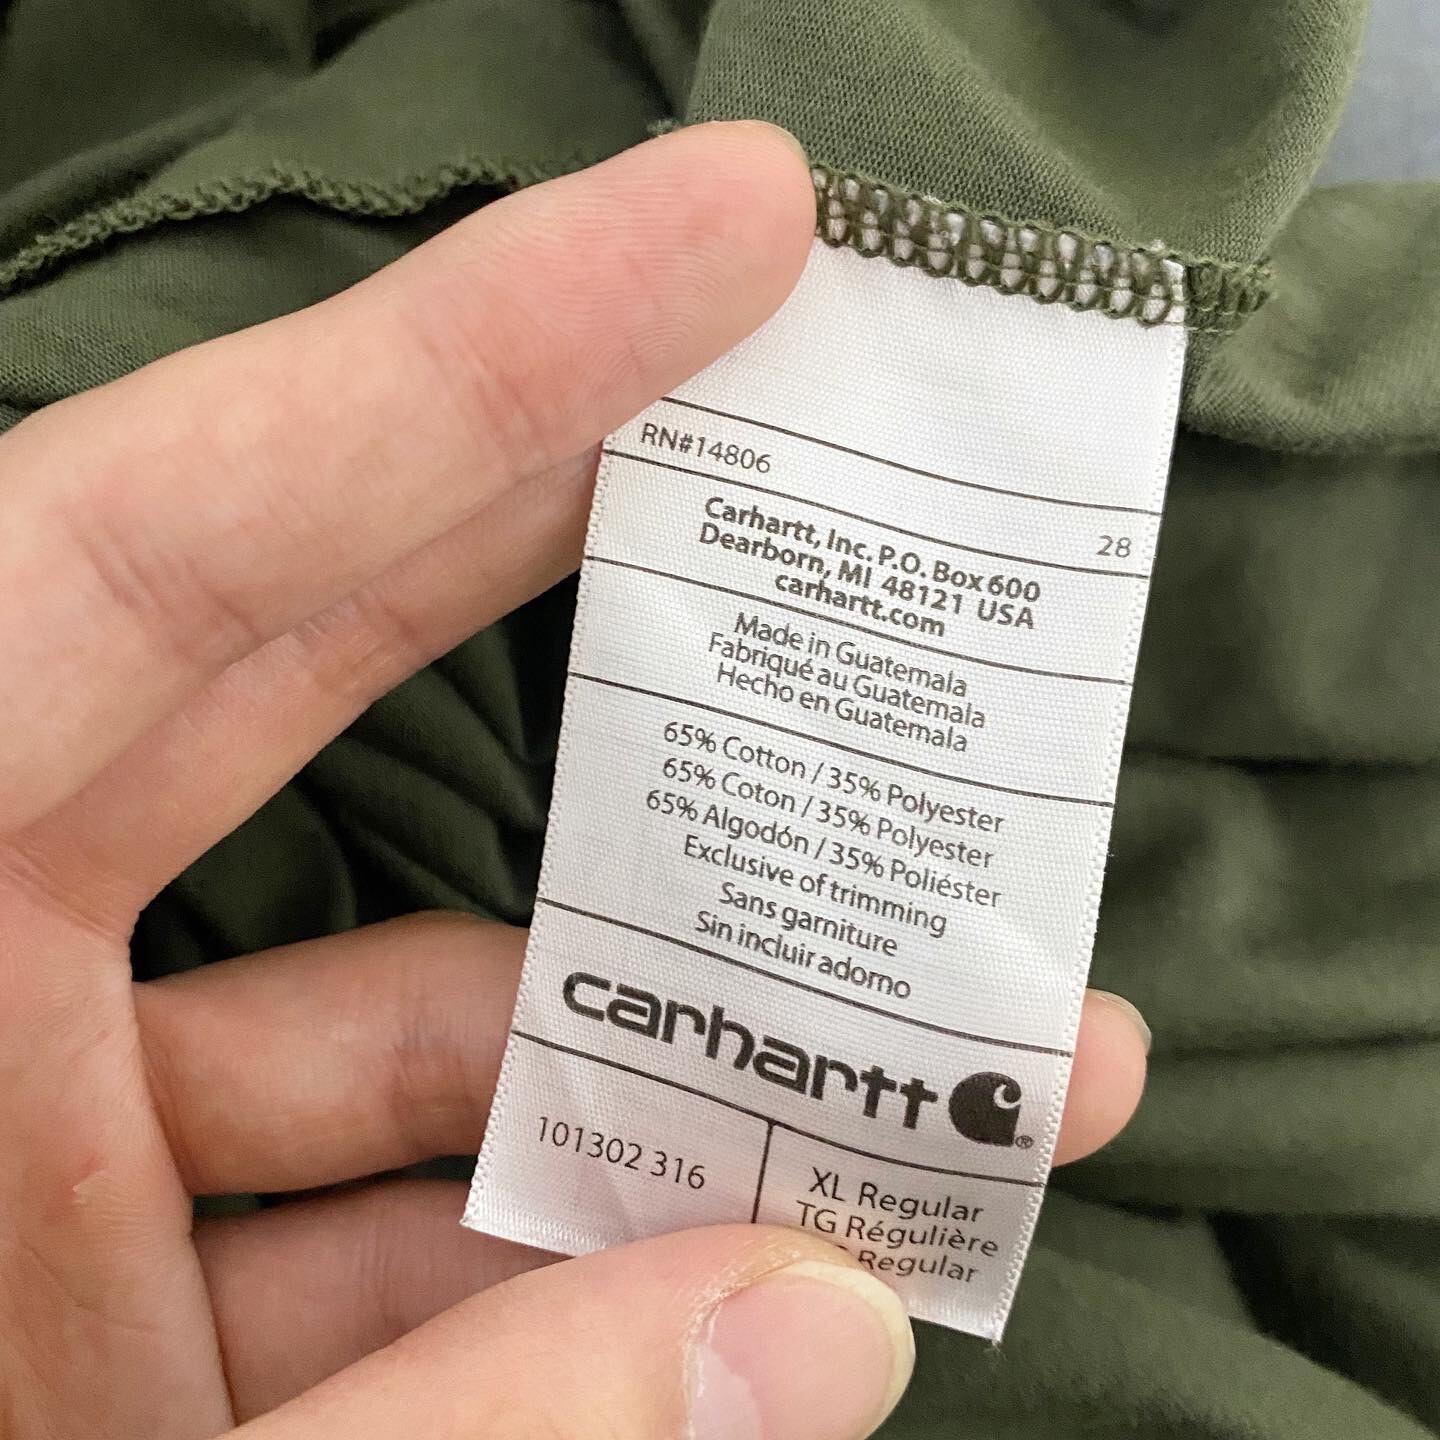 RN#14806
28
Carhartt, Inc. P.O. Box 600
Dearborn, MI 48121 USA
carhartt.com
Made in Guatemala
Fabriqué au Guatemala
Hecho en Guatemala
65% Cotton / 35% Polyester
65% Coton / 35% Polyester
65% Algodón / 35% Poliéster
Exclusive of trimming
Sans garniture
Sin incluir adorno
carhartt ®
101302 316
XL Regular
TG Régulière
Regular